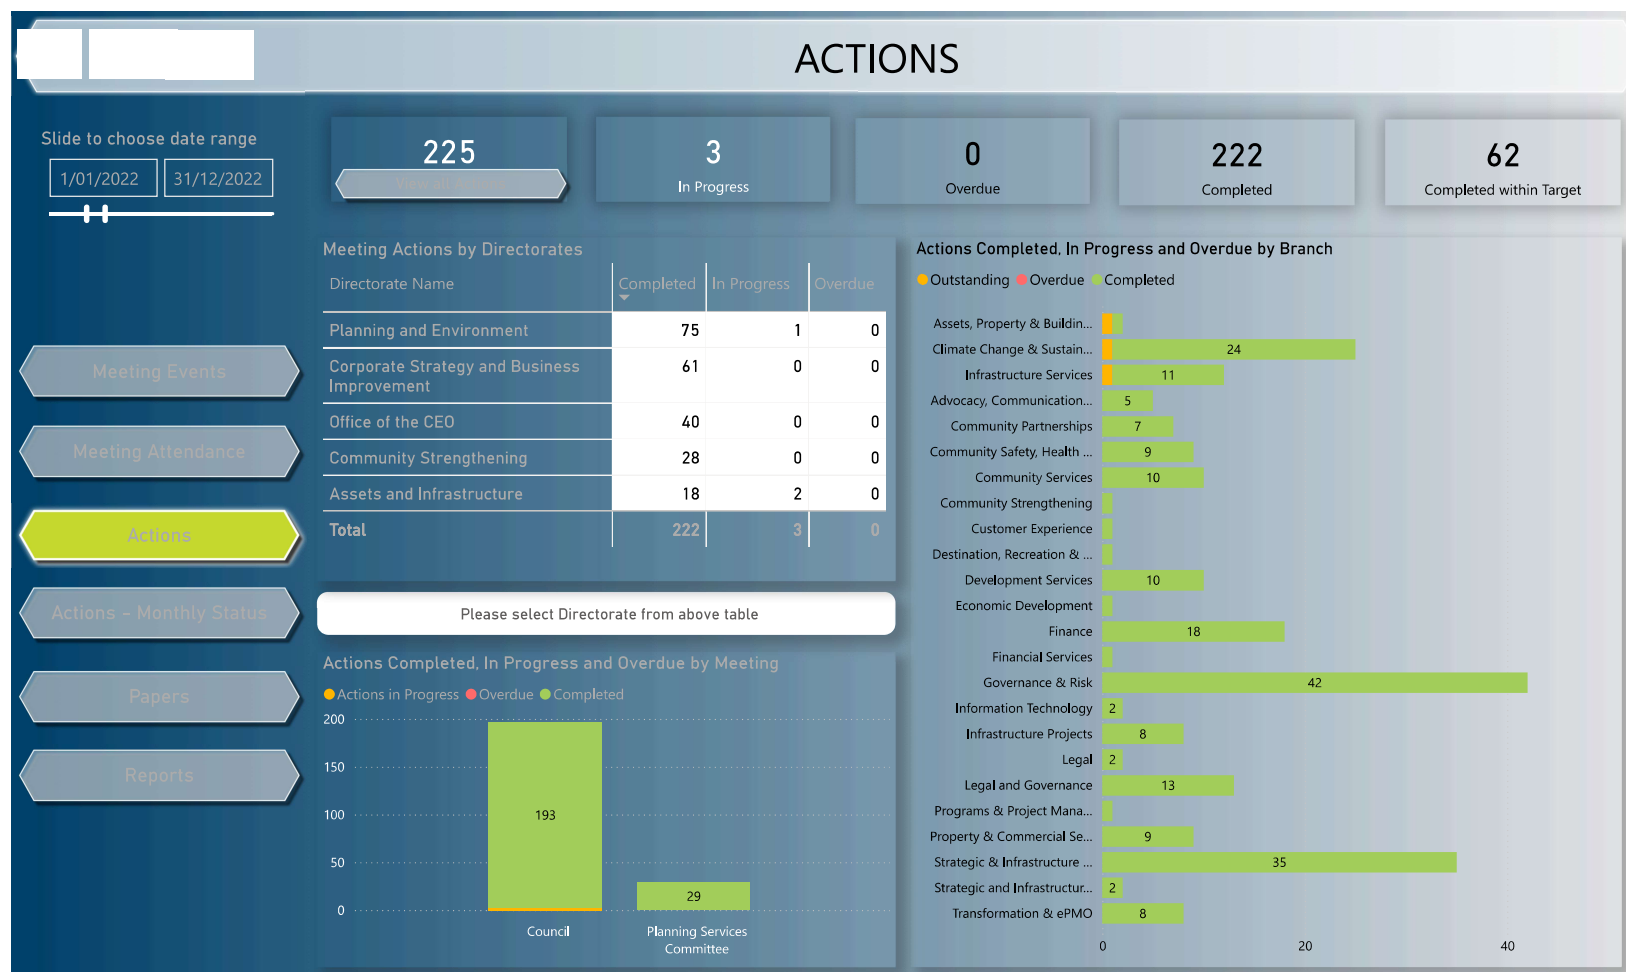 ACTIONS
Slide to choose date range
1/01/2022 31/12/2022
225
View all Actions
3
In Progress
0
Overdue
222
Completed
62
Completed within Target
Meeting Events
Meeting Attendance
Actions
Actions – Monthly Status
Papers
Reports
Meeting Actions by Directorates
Directorate Name Completed In Progress Overdue
Planning and Environment 75 1 0
Corporate Strategy and Business 61 0 0
Improvement
Office of the CEO 40 0 0
Community Strengthening 28 0 0
Assets and Infrastructure 18 2 0
Total 222 3 0
Please select Directorate from above table
Actions Completed, In Progress and Overdue by Meeting
Actions in Progress Overdue Completed
200
150
100
50
0
193
29
Council
Planning Services
Committee
Actions Completed, In Progress and Overdue by Branch
Outstanding Overdue Completed
Assets, Property & Buildin...
Climate Change & Sustain... 24
Infrastructure Services 11
Advocacy, Communication... 5
Community Partnerships 7
Community Safety, Health ... 9
Community Services 10
Community Strengthening
Customer Experience
Destination, Recreation & ...
Development Services 10
Economic Development
Finance 18
Financial Services
Governance & Risk 42
Information Technology 2
Infrastructure Projects 8
Legal 2
Legal and Governance 13
Programs & Project Mana...
Property & Commercial Se... 9
Strategic & Infrastructure ... 35
Strategic and Infrastructur... 2
Transformation & ePMO 8
0 20 40